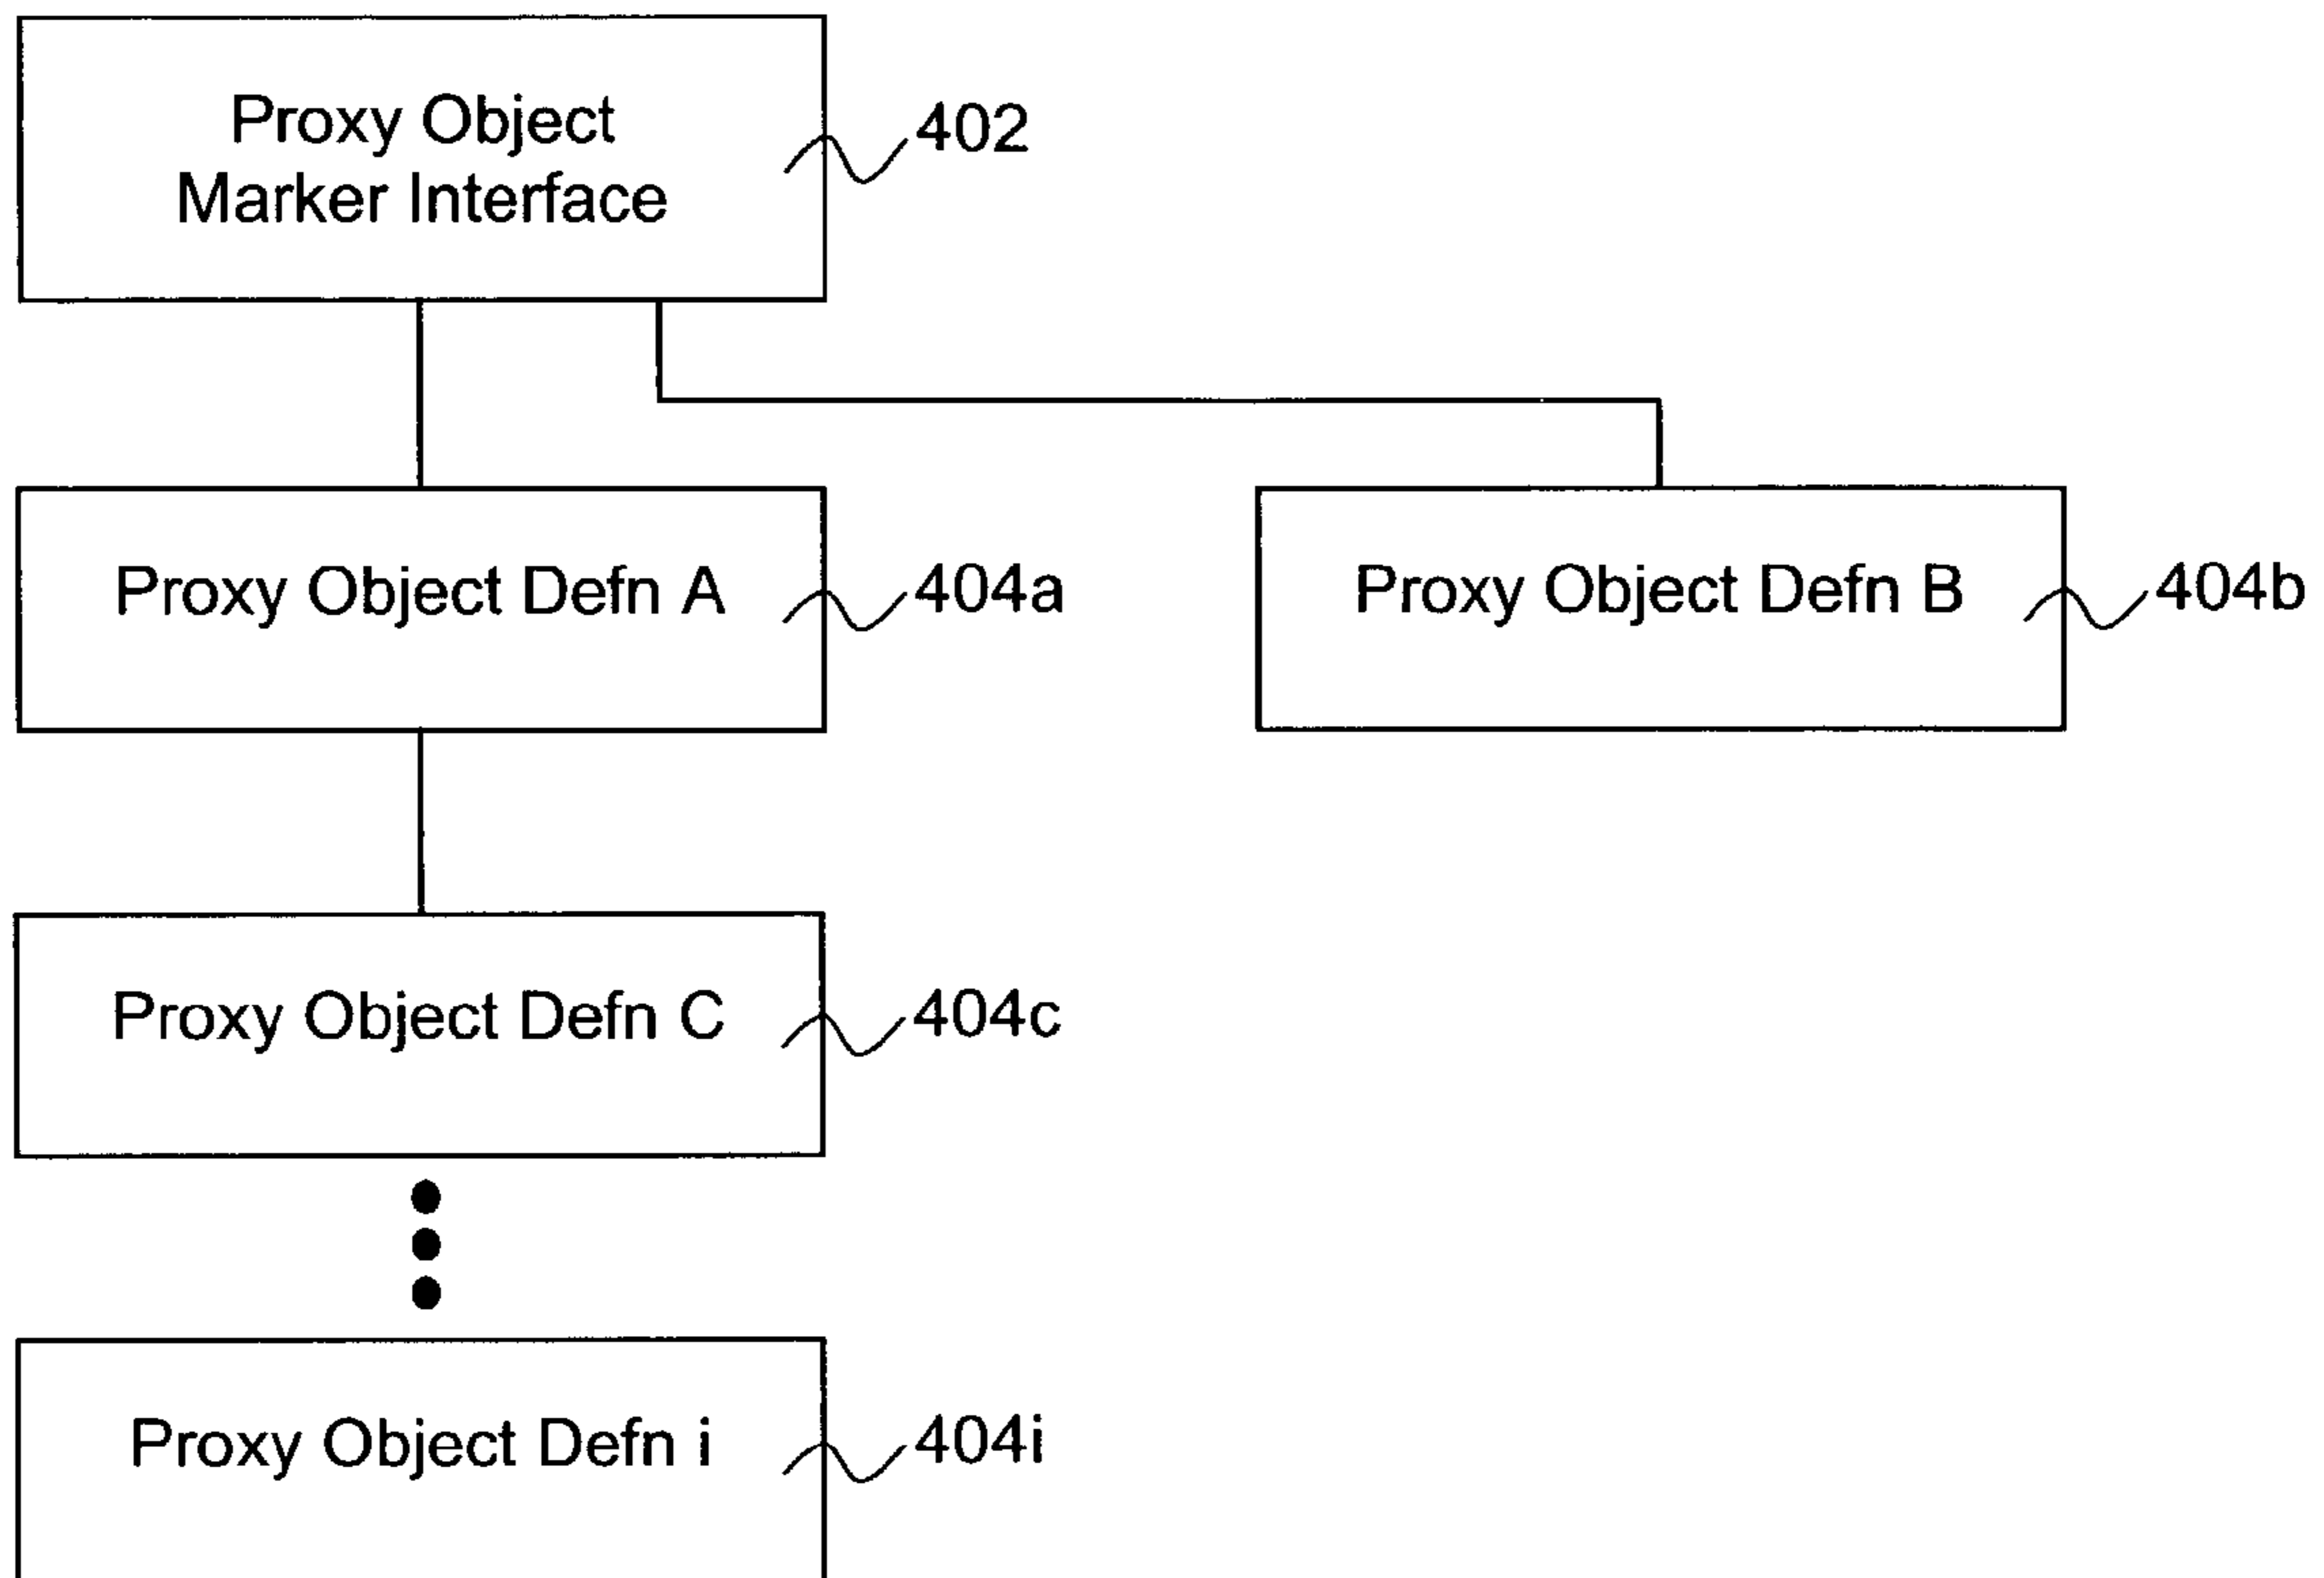 Proxy Object
Marker Interface
402
Proxy Object Defn A
404a
Proxy Object Defn B
404b
Proxy Object Defn C
404c
Proxy Object Defn i
404i